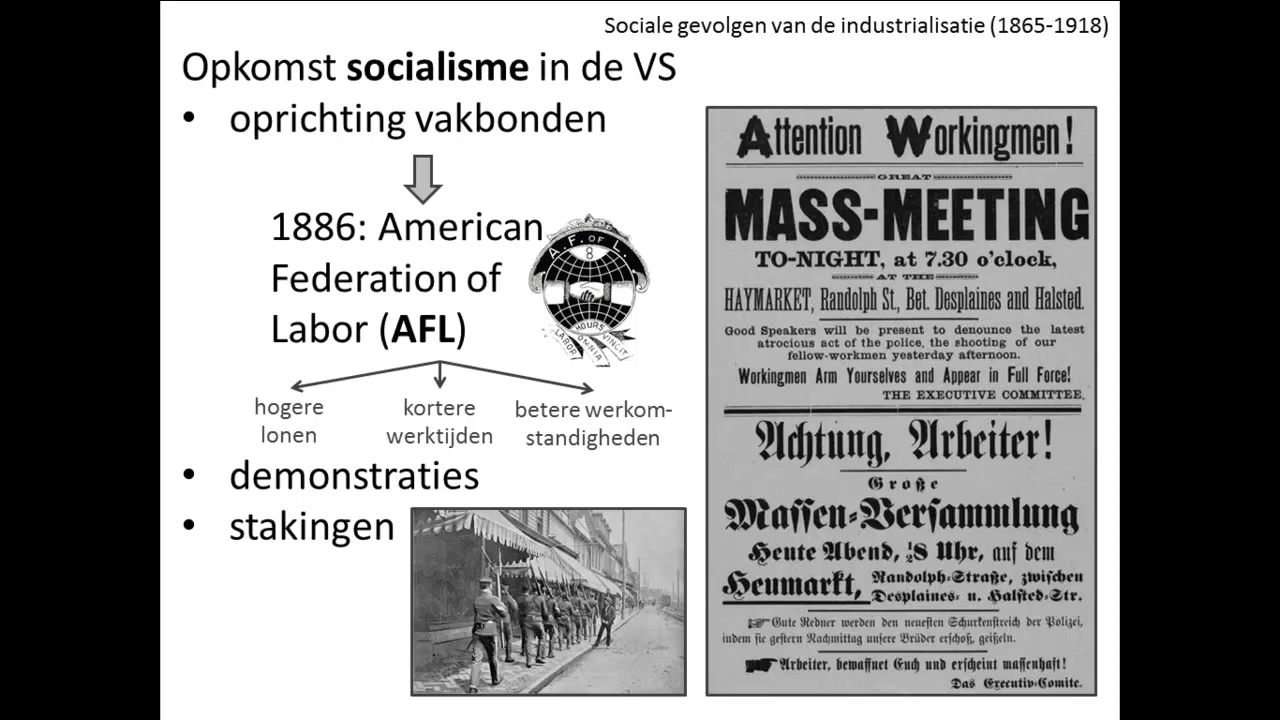 Sociale gevolgen van de industrialisatie (1865-1918)
Opkomst socialisme in de VS
• oprichting vakbonden
1886: American
Federation of
Labor (AFL)
A.F. OF L.
8
HOURS
LABOR OMNIA VINCIT
hogere
lonen
kortere
werktijden
betere werkom-
standigheden
• demonstraties
• stakingen
Attention Workingmen!
GREAT
MASS-MEETING
TO-NIGHT, at 7.30 o'clock,
AT THE
HAYMARKET, Randolph St., Bet. Desplaines and Halsted.
Good Speakers will be present to denounce the latest
atrocious act of the police, the shooting of our
fellow-workmen yesterday afternoon.
Workingmen Arm Yourselves and Appear in Full Force!
THE EXECUTIVE COMMITTEE.
Achtung, Arbeiter!
Große
Massen-Versammlung
Heute Abend, ½8 Uhr, auf dem
Heumarkt, Randolph-Straße, zwischen
Desplaines- u. Halsted-Str.
☞ Gute Redner werden den neuesten Schurkenstreich der Polizei,
indem sie gestern Nachmittag unsere Brüder erschoß, geißeln.
☛ Arbeiter, bewaffnet Euch und erscheint massenhaft!
Das Executiv-Comite.